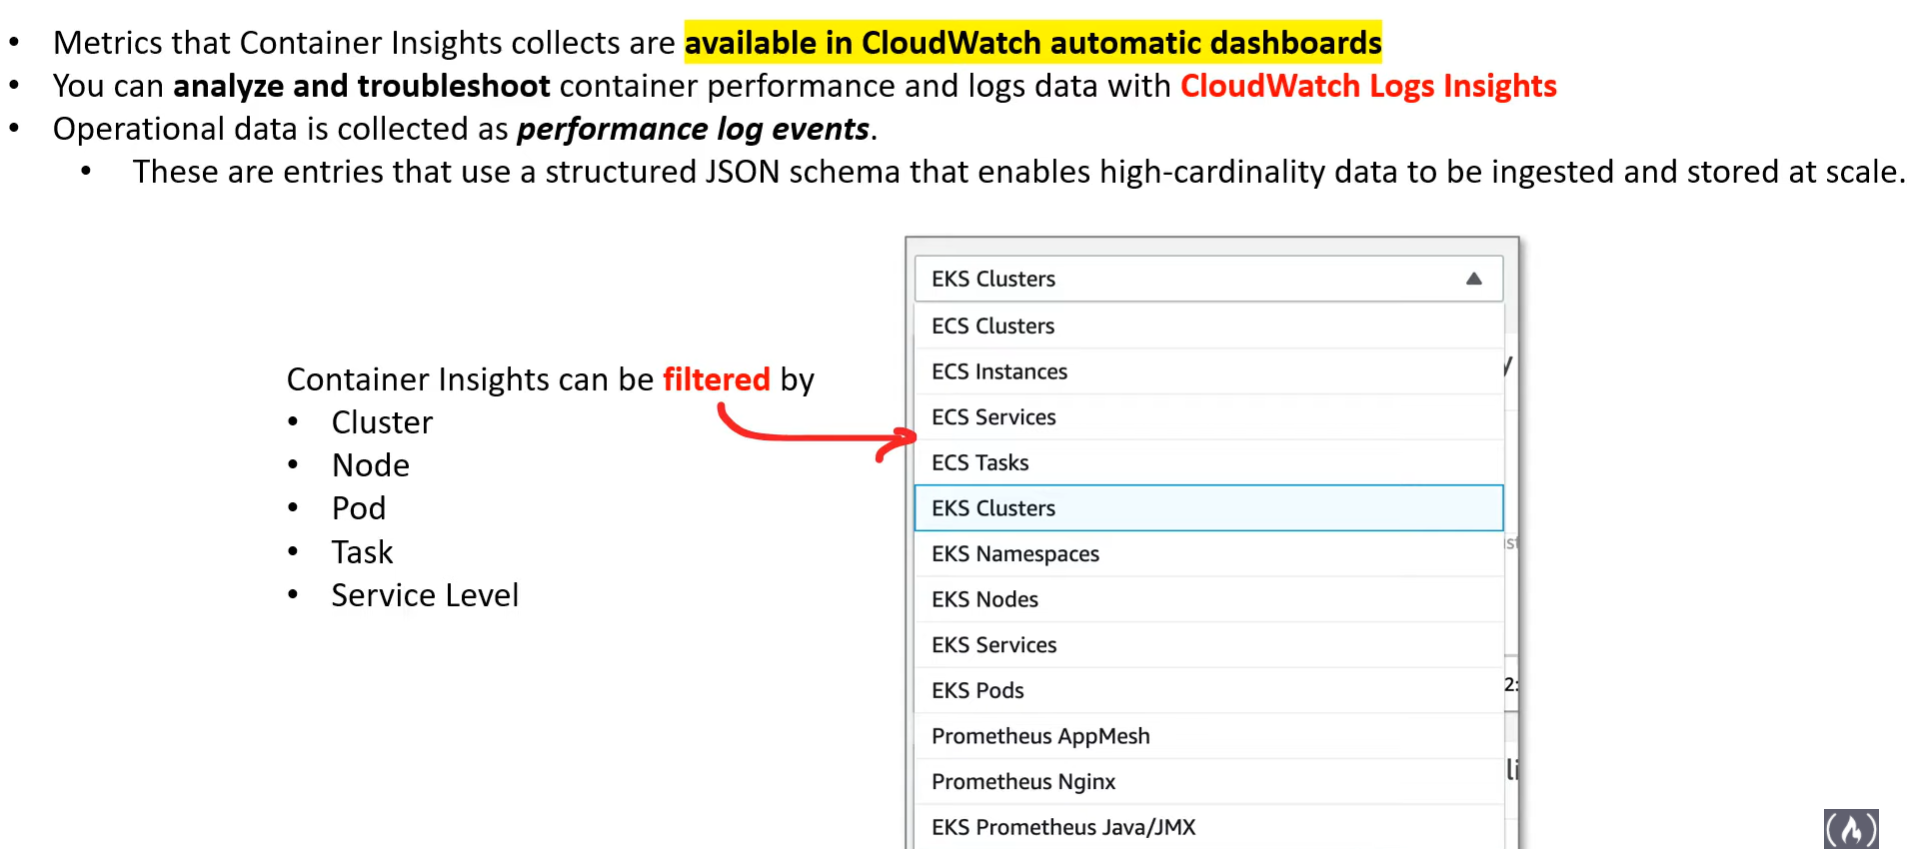 • Metrics that Container Insights collects are available in CloudWatch automatic dashboards
• You can analyze and troubleshoot container performance and logs data with CloudWatch Logs Insights
• Operational data is collected as performance log events.
• These are entries that use a structured JSON schema that enables high-cardinality data to be ingested and stored at scale.
Container Insights can be filtered by
• Cluster
• Node
• Pod
• Task
• Service Level
EKS Clusters
ECS Clusters
ECS Instances
ECS Services
ECS Tasks
EKS Clusters
EKS Namespaces
EKS Nodes
EKS Services
EKS Pods
Prometheus AppMesh
Prometheus Nginx
EKS Prometheus Java/JMX